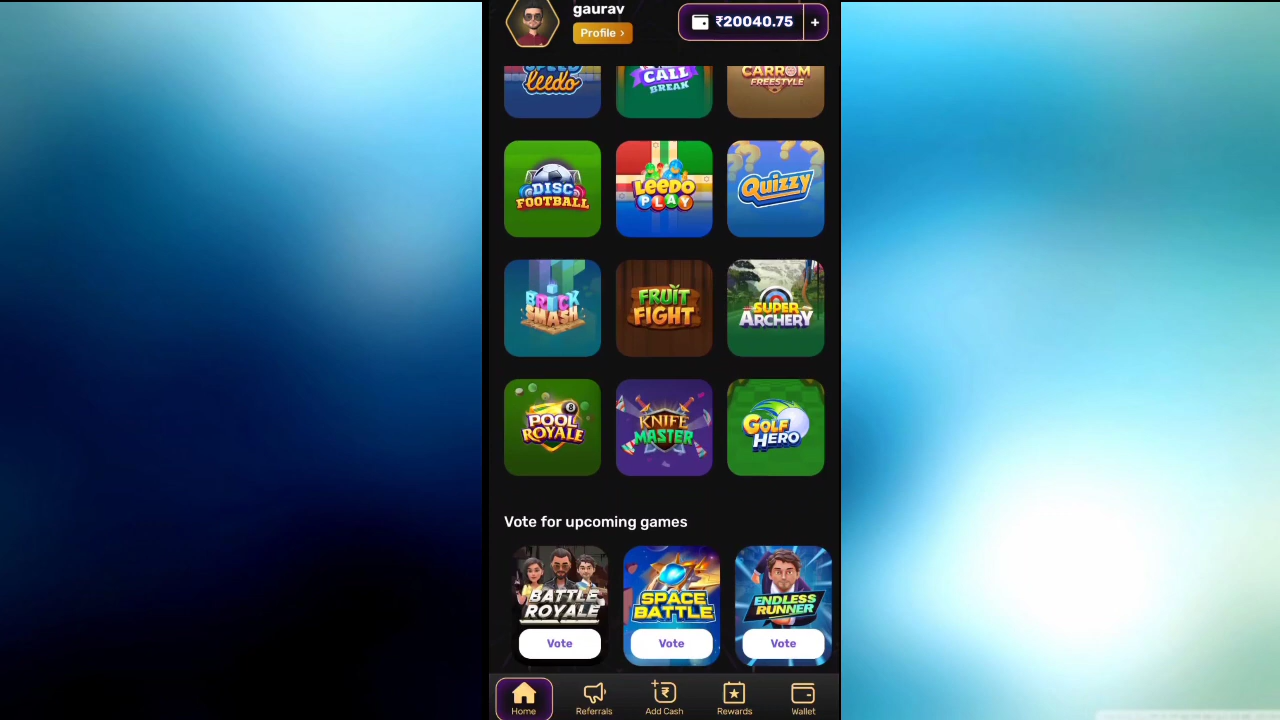 gaurav
Profile >
₹20040.75 +
SPEED
leedo
CALL
BREAK
CARROM
FREESTYLE
DISC
FOOTBALL
LEEDO
PLAY
Quizzy
BRICK
SMASH
FRUIT
FIGHT
SUPER
ARCHERY
8
POOL
ROYALE
KNIFE
MASTER
GOLF
HERO
Vote for upcoming games
BATTLE
ROYALE
Vote
SPACE
BATTLE
Vote
ENDLESS
RUNNER
Vote
Home
Referrals
Add Cash
Rewards
Wallet